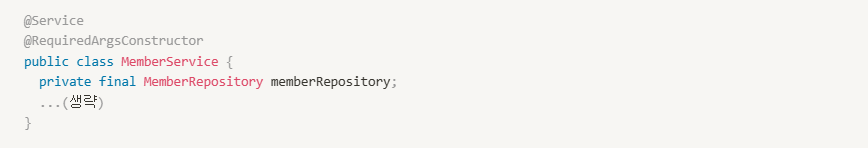 @Service
@RequiredArgsConstructor
public class MemberService {
  private final MemberRepository memberRepository;
  ...(생략)
}